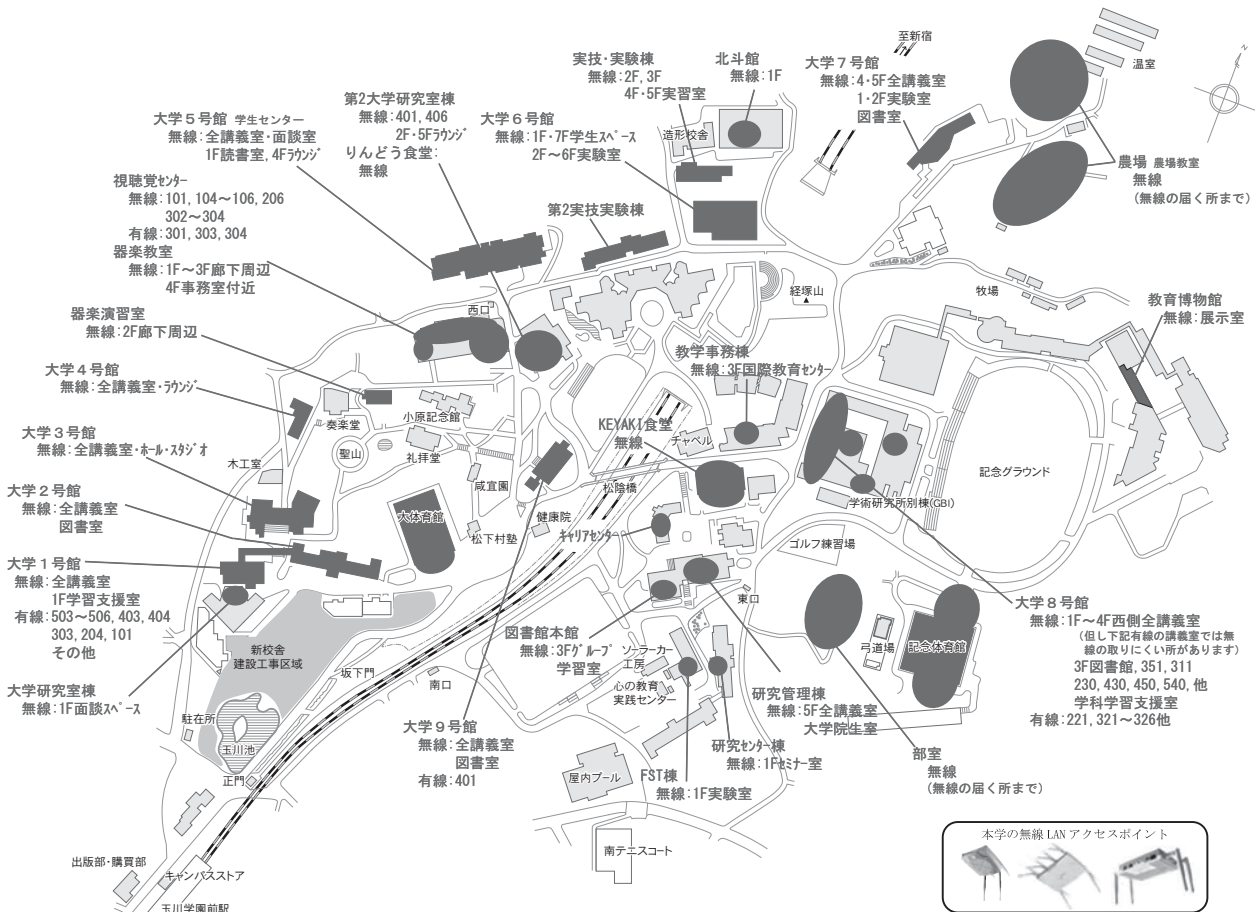 至新宿
N
温室
実技・実験棟
無線:2F, 3F
4F・5F実習室
北斗館
無線:1F
大学7号館
無線:4・5F全講義室
1・2F実験室
図書室
造形校舎
大学5号館 学生センター
無線:全講義室・面談室
1F読書室, 4Fラウンジ
第2大学研究室棟
無線:401, 406
2F・5Fラウンジ
りんどう食堂:
無線
大学6号館
無線:1F・7F学生スペース
2F～6F実験室
農場 農場教室
無線
(無線の届く所まで)
視聴覚センター
無線:101, 104～106, 206
302～304
有線:301, 303, 304
器楽教室
無線:1F～3F廊下周辺
4F事務室付近
第2実技実験棟
西口
経塚山
牧場
教育博物館
無線:展示室
器楽演習室
無線:2F廊下周辺
教学事務棟
無線:3F国際教育センター
大学4号館
無線:全講義室・ラウンジ
奏楽堂
小原記念館
KEYAKI食堂
無線
チャペル
大学3号館
無線:全講義室・ホール・スタジオ
聖山
礼拝堂
木工室
咸宜園
松陰橋
記念グラウンド
学術研究所別棟(GBI)
大学2号館
無線:全講義室
図書室
大体育館
松下村塾
健康院
キャリアセンター
ゴルフ練習場
大学1号館
無線:全講義室
1F学習支援室
有線:503～506, 403, 404
303, 204, 101
その他
東口
大学8号館
無線:1F～4F西側全講義室
(但し下記有線の講義室では無
線の取りにくい所があります)
3F図書館, 351, 311
230, 430, 450, 540, 他
学科学習支援室
有線:221, 321～326他
弓道場
記念体育館
図書館本館
無線:3Fグループ
学習室
ソーラーカー
工房
心の教育
実践センター
新校舎
建設工事区域
坂下門
南口
大学研究室棟
無線:1F面談スペース
研究管理棟
無線:5F全講義室
大学院生室
駐在所
玉川池
正門
大学9号館
無線:全講義室
図書室
有線:401
研究センター棟
無線:1Fセミナー室
部室
無線
(無線の届く所まで)
屋内プール
FST棟
無線:1F実験室
本学の無線LANアクセスポイント
南テニスコート
出版部・購買部
キャンパスストア
玉川学園前駅